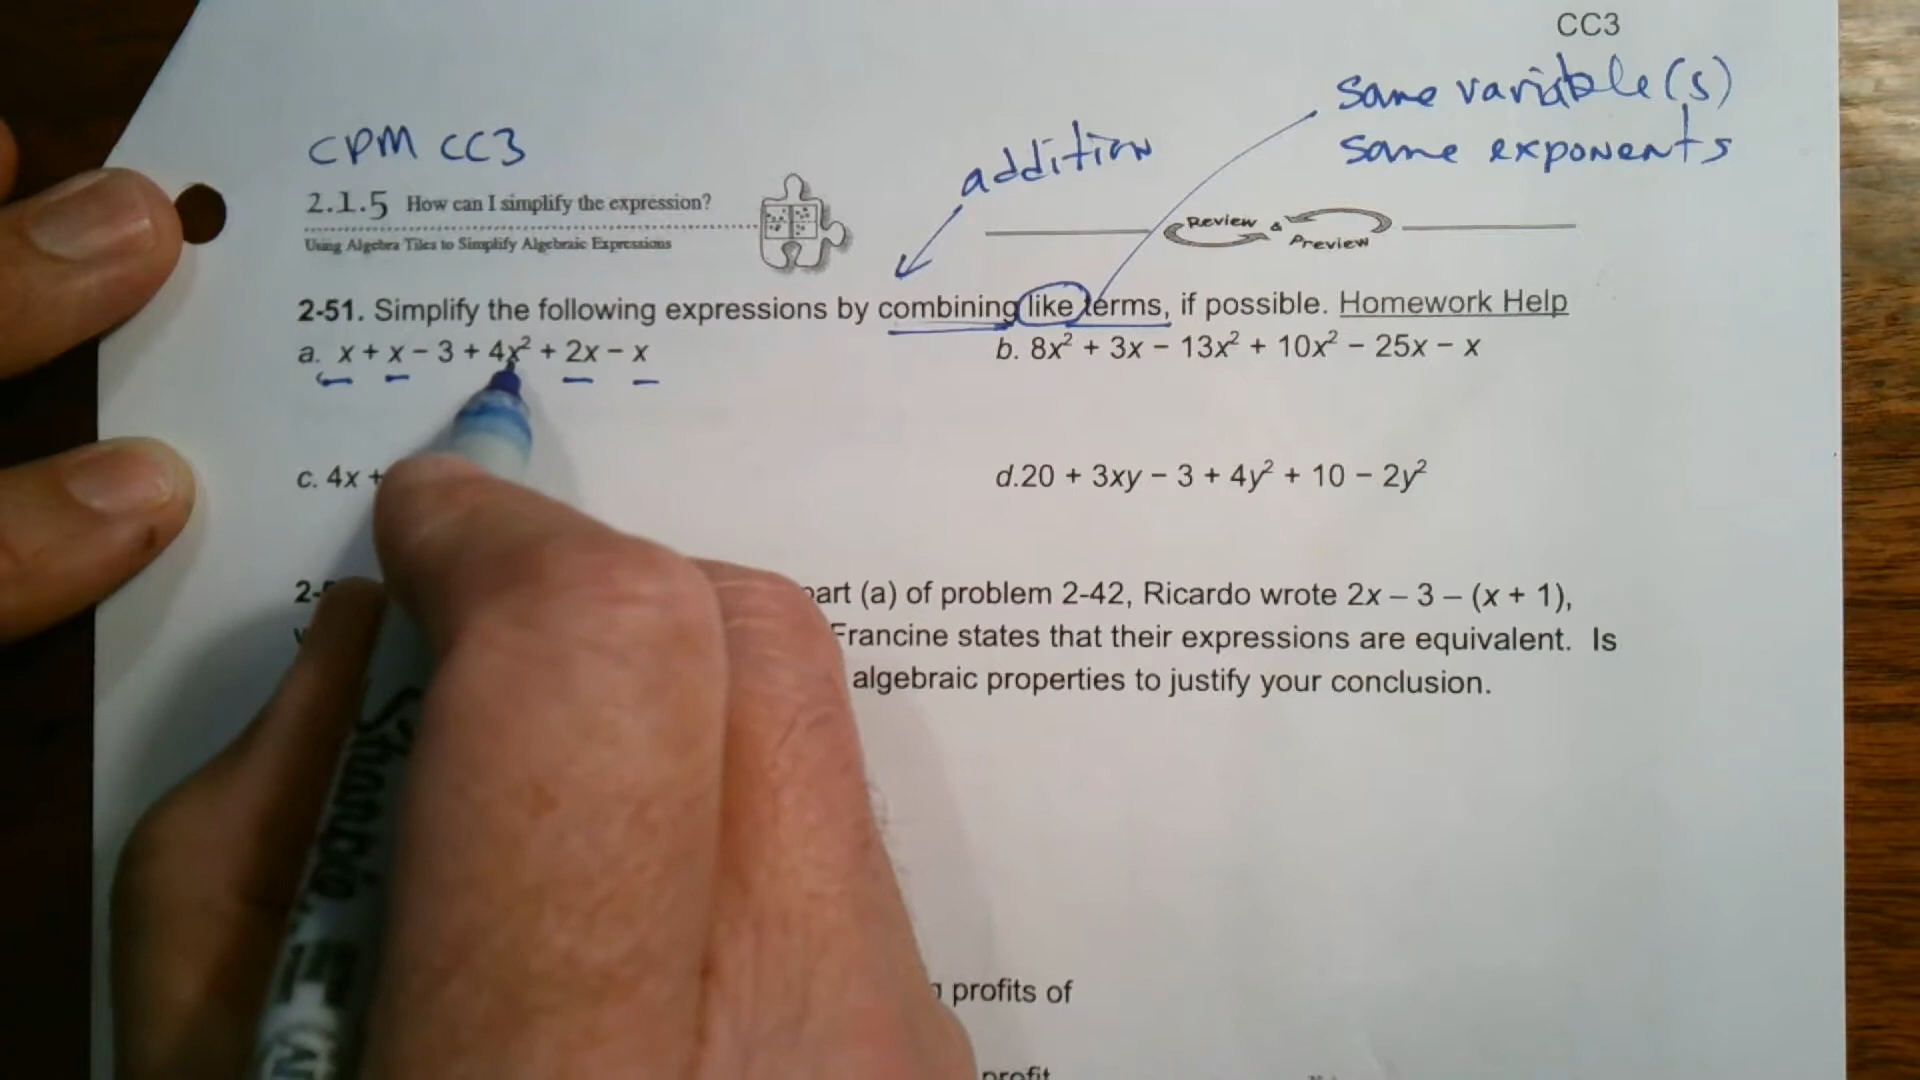 CC3
same variable(s)
same exponents
CPM CC3
addition
2.1.5 How can I simplify the expression?
Using Algebra Tiles to Simplify Algebraic Expressions
Review &
Preview
2-51. Simplify the following expressions by combining like terms, if possible. Homework Help
a. x + x – 3 + 4x² + 2x – x
b. 8x² + 3x – 13x² + 10x² – 25x – x
c. 4x +
d.20 + 3xy – 3 + 4y² + 10 – 2y²
2-
part (a) of problem 2-42, Ricardo wrote 2x – 3 – (x + 1),
Francine states that their expressions are equivalent. Is
algebraic properties to justify your conclusion.
profits of
profit